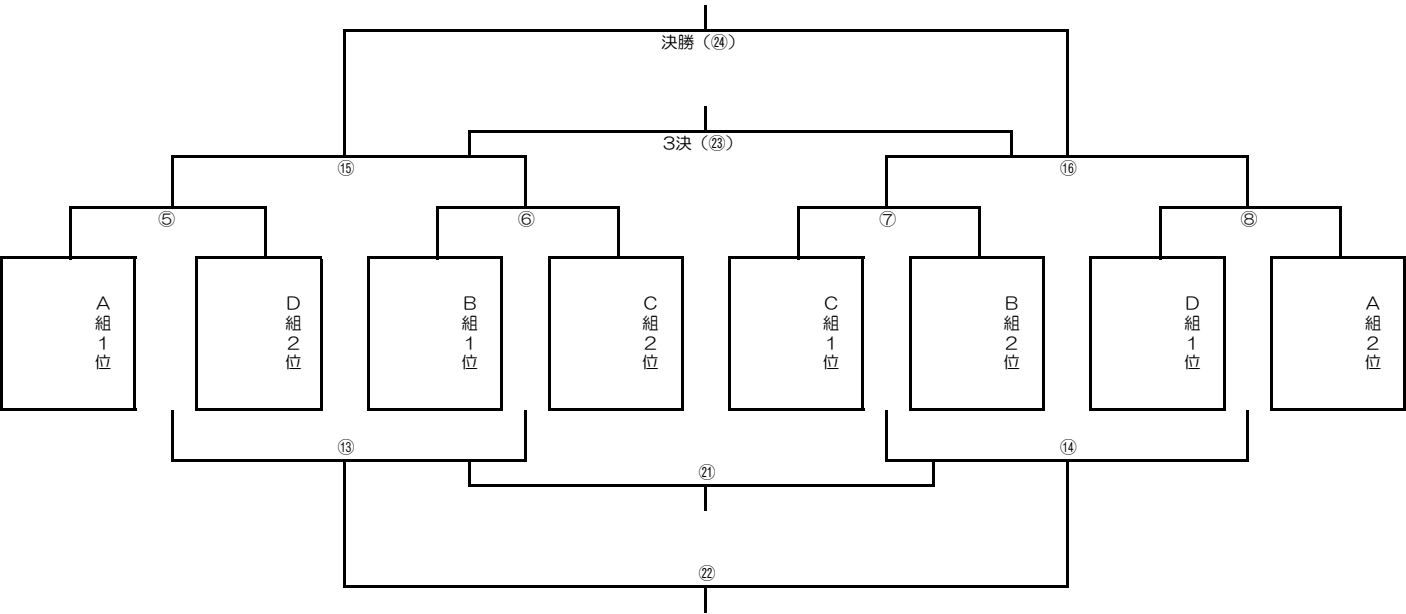 決勝（㉔）
3決（㉓）
⑮
⑯
⑤
⑥
⑦
⑧
A組1位
D組2位
B組1位
C組2位
C組1位
B組2位
D組1位
A組2位
⑬
⑭
㉑
㉒